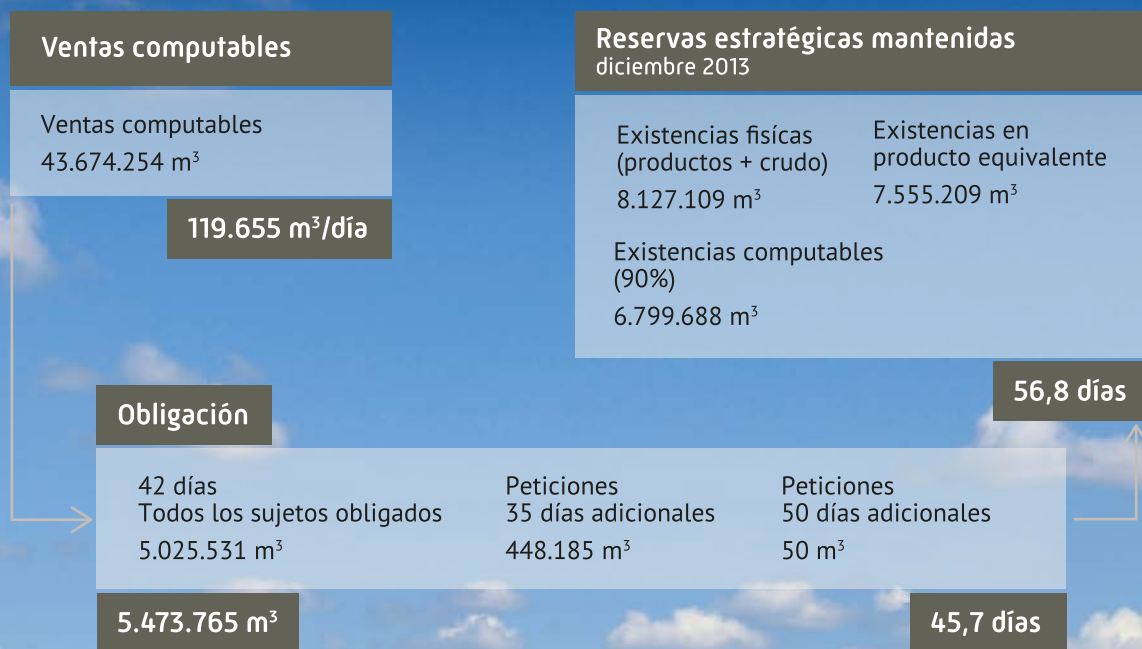 Ventas computables
Ventas computables
43.674.254 m³
119.655 m³/día
Reservas estratégicas mantenidas
diciembre 2013
Existencias fisícas
(productos + crudo)
8.127.109 m³
Existencias en
producto equivalente
7.555.209 m³
Existencias computables
(90%)
6.799.688 m³
56,8 días
Obligación
42 días
Todos los sujetos obligados
5.025.531 m³
Peticiones
35 días adicionales
448.185 m³
Peticiones
50 días adicionales
50 m³
5.473.765 m³
45,7 días